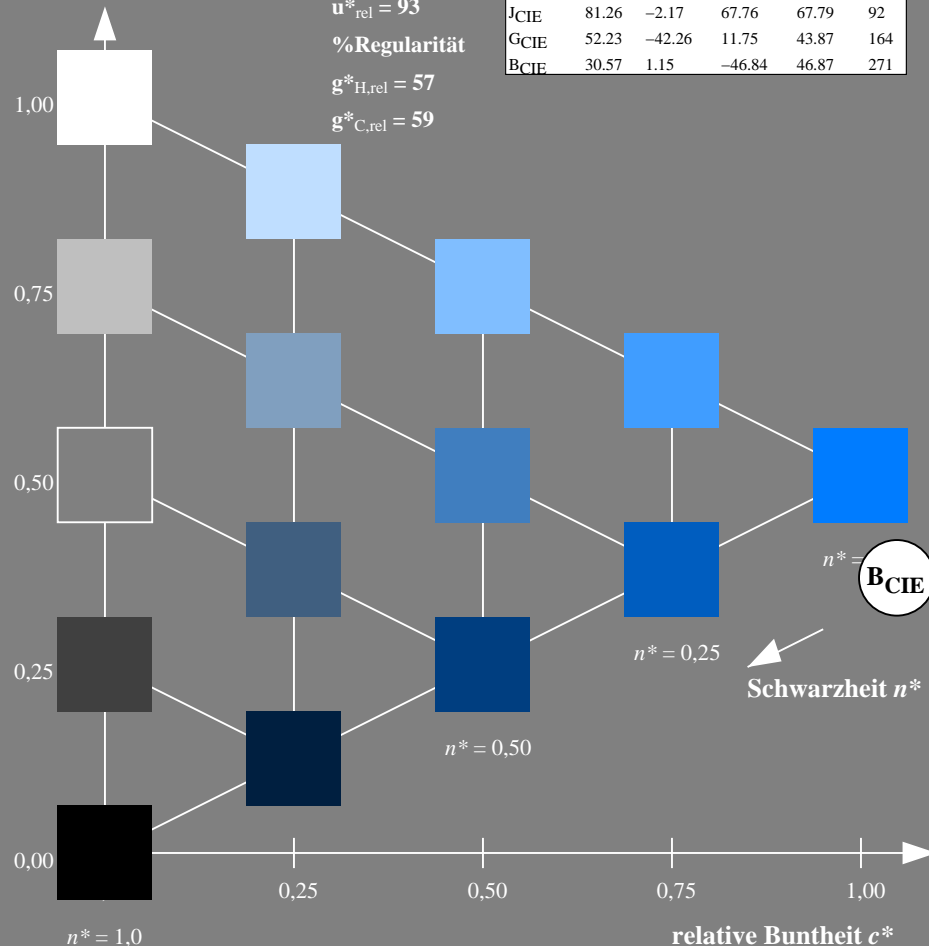 u*rel = 93
%Regularität
g*H,rel = 57
g*C,rel = 59
JCIE 81.26 −2.17 67.76 67.79 92
GCIE 52.23 −42.26 11.75 43.87 164
BCIE 30.57 1.15 −46.84 46.87 271
1,00
0,75
0,50
0,25
0,00
n* =
BCIE
n* = 0,25
Schwarzheit n*
n* = 0,50
0,25 0,50 0,75 1,00
n* = 1,0
relative Buntheit c*